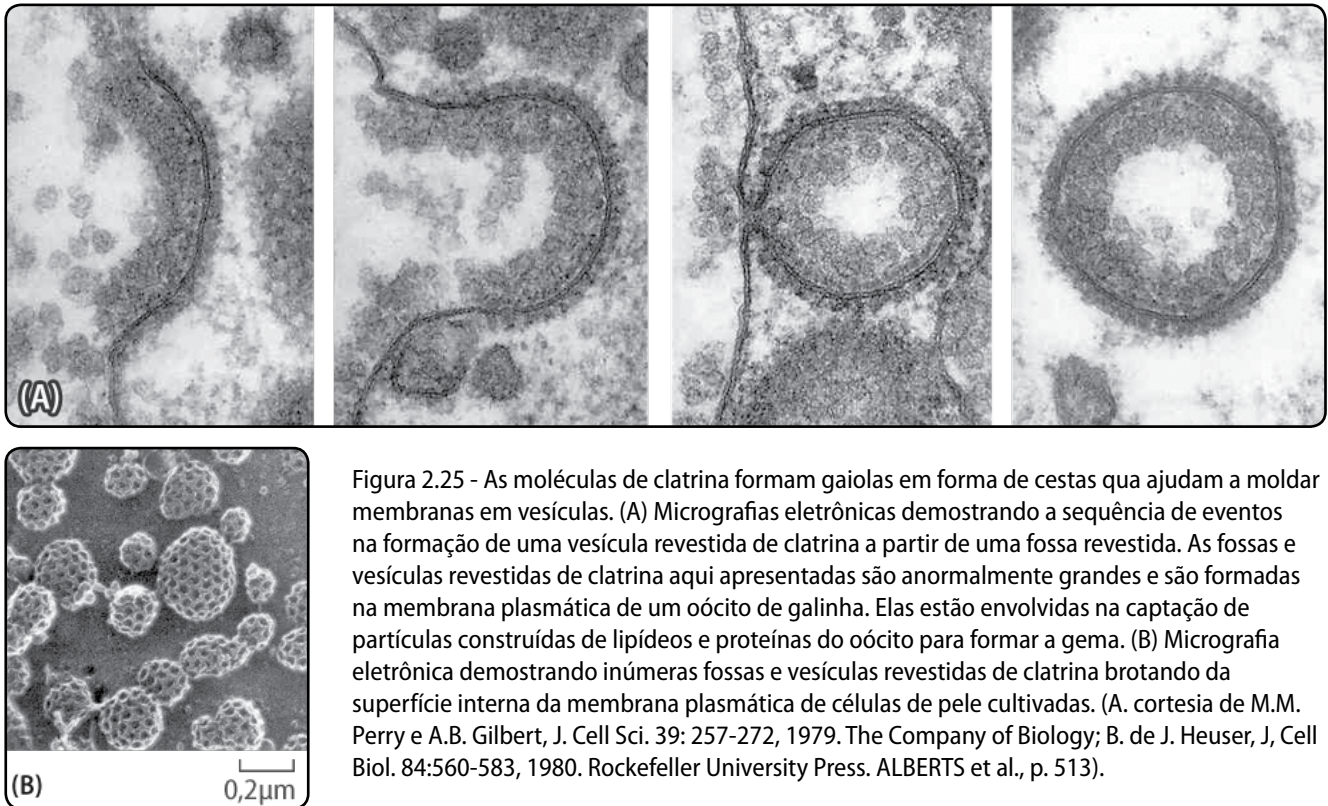 (A)
(B)
0,2µm
Figura 2.25 - As moléculas de clatrina formam gaiolas em forma de cestas qua ajudam a moldar
membranas em vesículas. (A) Micrografias eletrônicas demostrando a sequência de eventos
na formação de uma vesícula revestida de clatrina a partir de uma fossa revestida. As fossas e
vesículas revestidas de clatrina aqui apresentadas são anormalmente grandes e são formadas
na membrana plasmática de um oócito de galinha. Elas estão envolvidas na captação de
partículas construídas de lipídeos e proteínas do oócito para formar a gema. (B) Micrografia
eletrônica demostrando inúmeras fossas e vesículas revestidas de clatrina brotando da
superfície interna da membrana plasmática de células de pele cultivadas. (A. cortesia de M.M.
Perry e A.B. Gilbert, J. Cell Sci. 39: 257-272, 1979. The Company of Biology; B. de J. Heuser, J, Cell
Biol. 84:560-583, 1980. Rockefeller University Press. ALBERTS et al., p. 513).